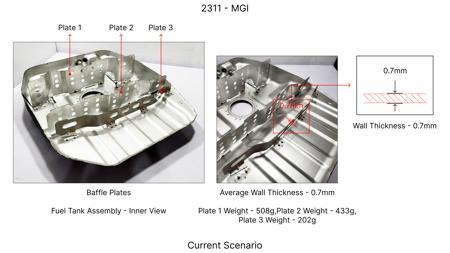 2311 - MGI
Plate 1 Plate 2 Plate 3
0.7mm
0.7mm
Wall Thickness - 0.7mm
Baffle Plates
Average Wall Thickness - 0.7mm
Fuel Tank Assembly - Inner View
Plate 1 Weight - 508g,Plate 2 Weight - 433g,
Plate 3 Weight - 202g
Current Scenario